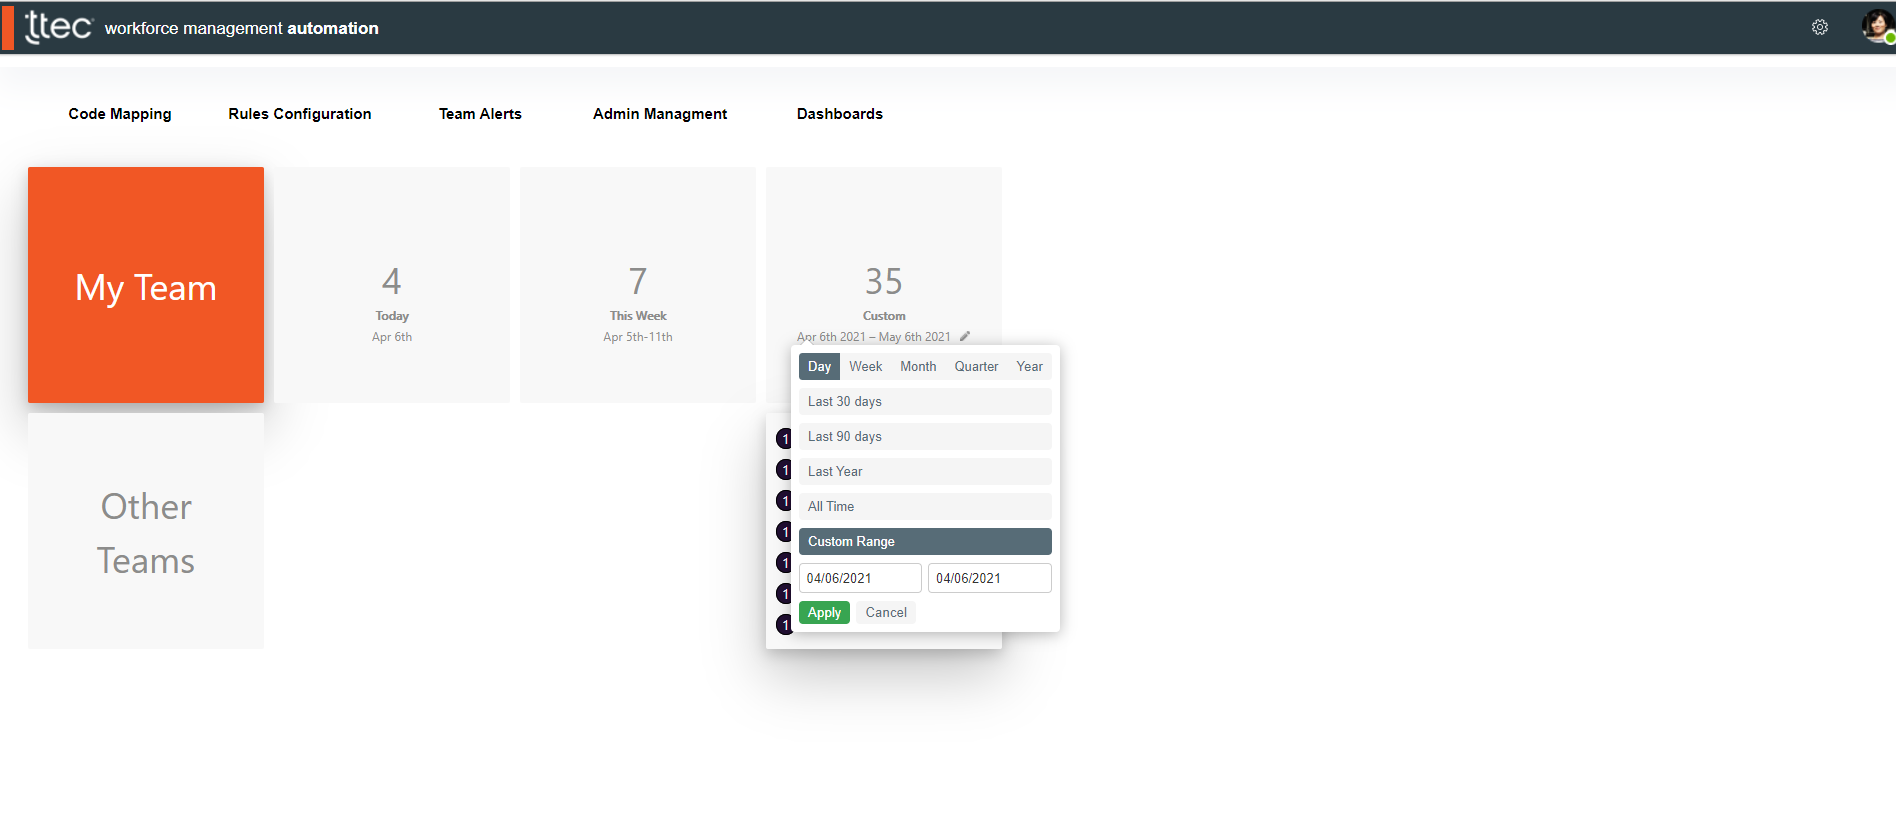 ttec workforce management automation
Code Mapping Rules Configuration Team Alerts Admin Managment Dashboards
My Team
4
Today
Apr 6th
7
This Week
Apr 5th-11th
35
Custom
Apr 6th 2021 – May 6th 2021
Day Week Month Quarter Year
Last 30 days
Last 90 days
Last Year
All Time
Custom Range
04/06/2021 04/06/2021
Apply Cancel
1
1
1
1
1
1
1
Other
Teams